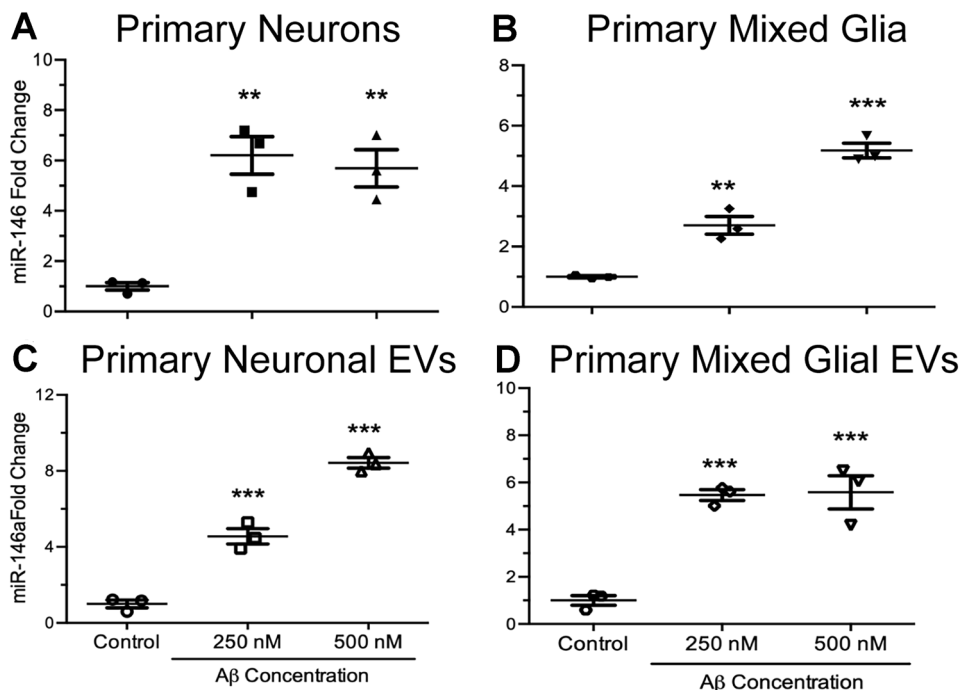 A Primary Neurons
miR-146 Fold Change
10
8
6
4
2
0
**
**
B Primary Mixed Glia
8
6
4
2
0
**
***
C Primary Neuronal EVs
miR-146aFold Change
12
8
4
0
***
***
Control
250 nM
500 nM
Aβ Concentration
D Primary Mixed Glial EVs
10
8
6
4
2
0
***
***
Control
250 nM
500 nM
Aβ Concentration